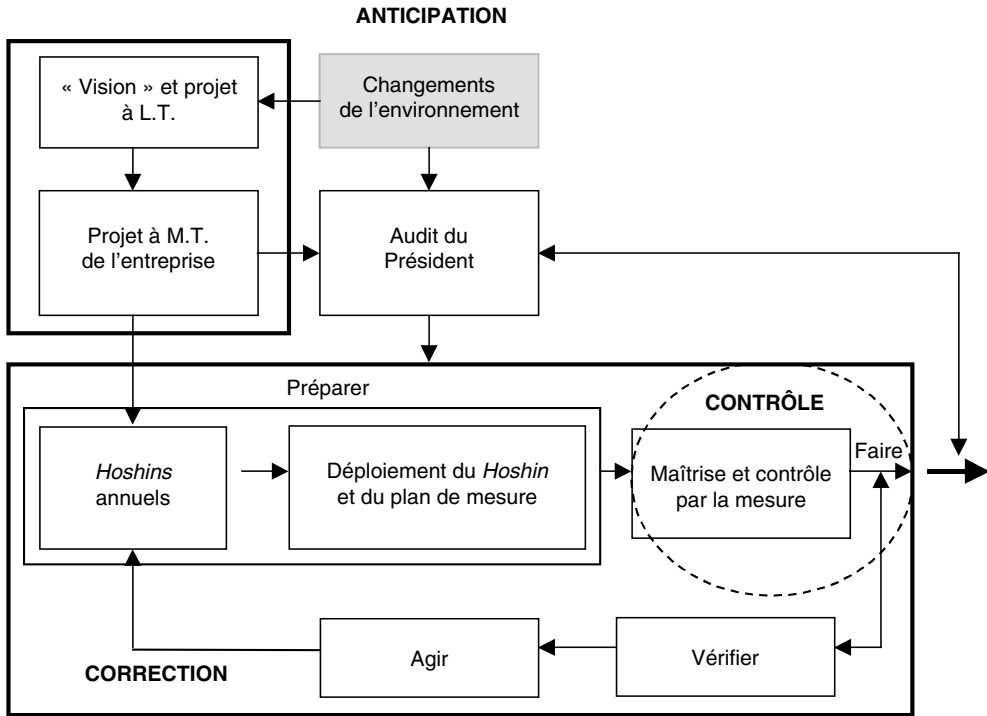 ANTICIPATION
« Vision » et projet
à L.T.
Changements
de l’environnement
Projet à M.T.
de l’entreprise
Audit du
Président
Préparer
CONTRÔLE
Faire
Hoshins
annuels
Déploiement du Hoshin
et du plan de mesure
Maîtrise et contrôle
par la mesure
CORRECTION
Agir
Vérifier